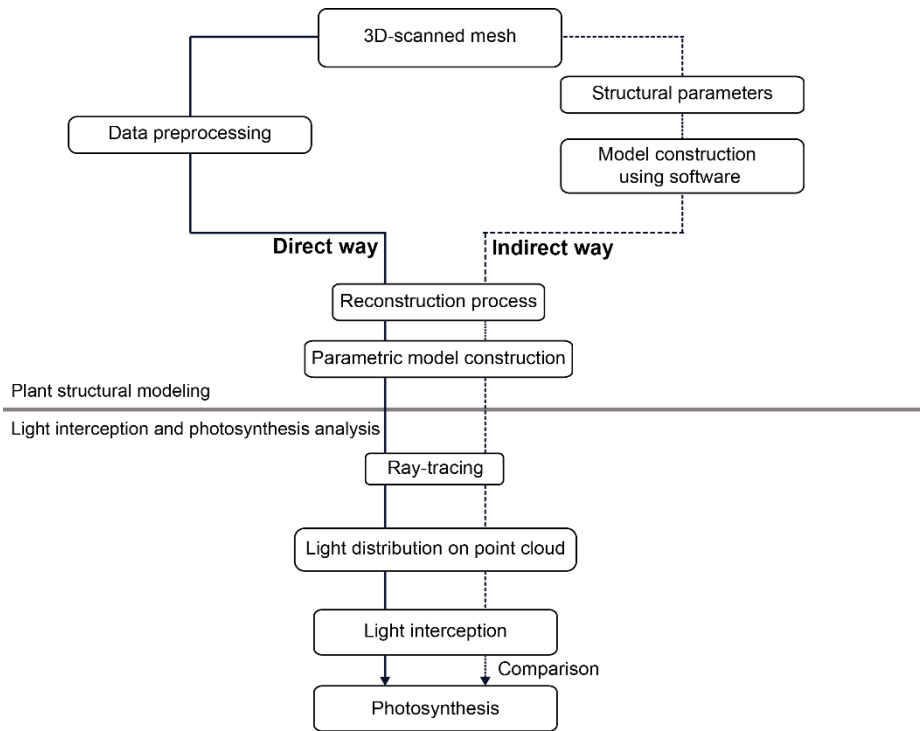 3D-scanned mesh
Structural parameters
Data preprocessing
Model construction
using software
Direct way
Indirect way
Reconstruction process
Parametric model construction
Plant structural modeling
Light interception and photosynthesis analysis
Ray-tracing
Light distribution on point cloud
Light interception
Comparison
Photosynthesis